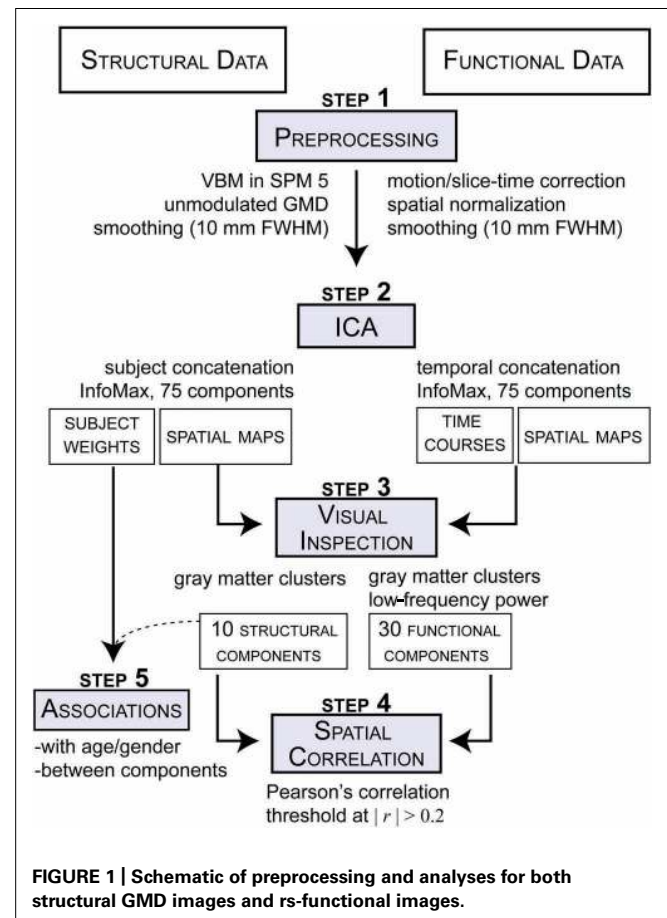 STRUCTURAL DATA
FUNCTIONAL DATA
STEP 1
PREPROCESSING
VBM in SPM 5
unmodulated GMD
smoothing (10 mm FWHM)
motion/slice-time correction
spatial normalization
smoothing (10 mm FWHM)
STEP 2
ICA
subject concatenation
InfoMax, 75 components
temporal concatenation
InfoMax, 75 components
SUBJECT
WEIGHTS
SPATIAL MAPS
TIME
COURSES
SPATIAL MAPS
STEP 3
VISUAL
INSPECTION
gray matter clusters
gray matter clusters
low-frequency power
10 STRUCTURAL
COMPONENTS
30 FUNCTIONAL
COMPONENTS
STEP 5
ASSOCIATIONS
-with age/gender
-between components
STEP 4
SPATIAL
CORRELATION
Pearson's correlation
threshold at | r | > 0.2
FIGURE 1 | Schematic of preprocessing and analyses for both
structural GMD images and rs-functional images.